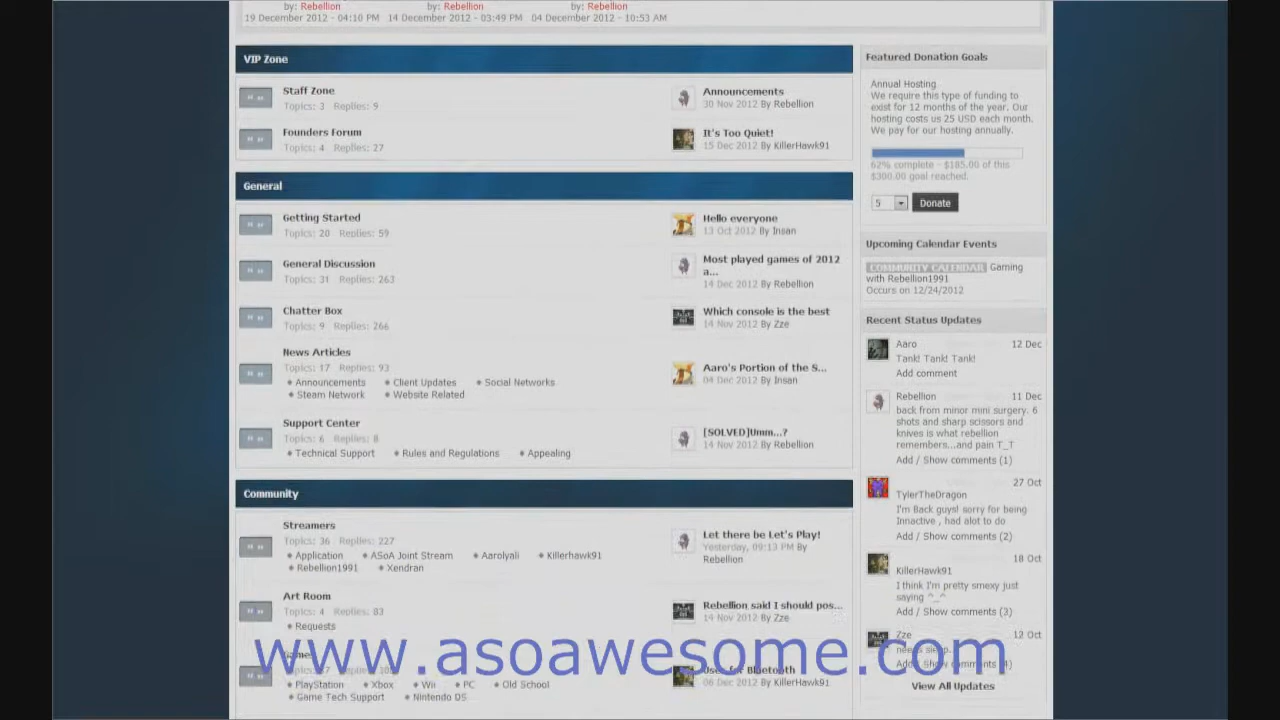 by: Rebellion by: Rebellion by: Rebellion
19 December 2012 - 04:10 PM 14 December 2012 - 03:49 PM 04 December 2012 - 10:53 AM
VIP Zone
Staff Zone
Topics: 3 Replies: 9
Announcements
30 Nov 2012 By Rebellion
Founders Forum
Topics: 4 Replies: 27
It's Too Quiet!
15 Dec 2012 By KillerHawk91
General
Getting Started
Topics: 20 Replies: 59
Hello everyone
13 Oct 2012 By Insan
General Discussion
Topics: 31 Replies: 263
Most played games of 2012
a...
14 Dec 2012 By Rebellion
Chatter Box
Topics: 9 Replies: 266
Which console is the best
14 Nov 2012 By Zze
News Articles
Topics: 17 Replies: 93
Announcements Client Updates Social Networks
Steam Network Website Related
Aaro's Portion of the S...
04 Dec 2012 By Insan
Support Center
Topics: 6 Replies: 8
Technical Support Rules and Regulations Appealing
[SOLVED]Umm...?
14 Nov 2012 By Rebellion
Community
Streamers
Topics: 36 Replies: 227
Application ASoA Joint Stream Aarolyali Killerhawk91
Rebellion1991 Xendran
Let there be Let's Play!
Yesterday, 09:13 PM By
Rebellion
Art Room
Topics: 4 Replies: 83
Requests
Rebellion said I should pos...
14 Nov 2012 By Zze
Games
PlayStation Xbox Wii PC Old School
Game Tech Support Nintendo DS
Bluetooth
06 Dec 2012 By KillerHawk91
www.asoawesome.com
Featured Donation Goals
Annual Hosting
We require this type of funding to
exist for 12 months of the year. Our
hosting costs us 25 USD each month.
We pay for our hosting annually.
62% complete - $185.00 of this
$300.00 goal reached.
5 Donate
Upcoming Calendar Events
COMMUNITY CALENDAR Gaming
with Rebellion1991
Occurs on 12/24/2012
Recent Status Updates
Aaro 12 Dec
Tank! Tank! Tank!
Add comment
Rebellion 11 Dec
back from minor mini surgery. 6
shots and sharp scissors and
knives is what rebellion
remembers...and pain T_T
Add / Show comments (1)
27 Oct
TylerTheDragon
I'm Back guys! sorry for being
Innactive , had alot to do
Add / Show comments (2)
18 Oct
KillerHawk91
I think I'm pretty smexy just
saying ^_^
Add / Show comments (3)
Zze 12 Oct
needs sleep.
Add / Show comments (4)
View All Updates